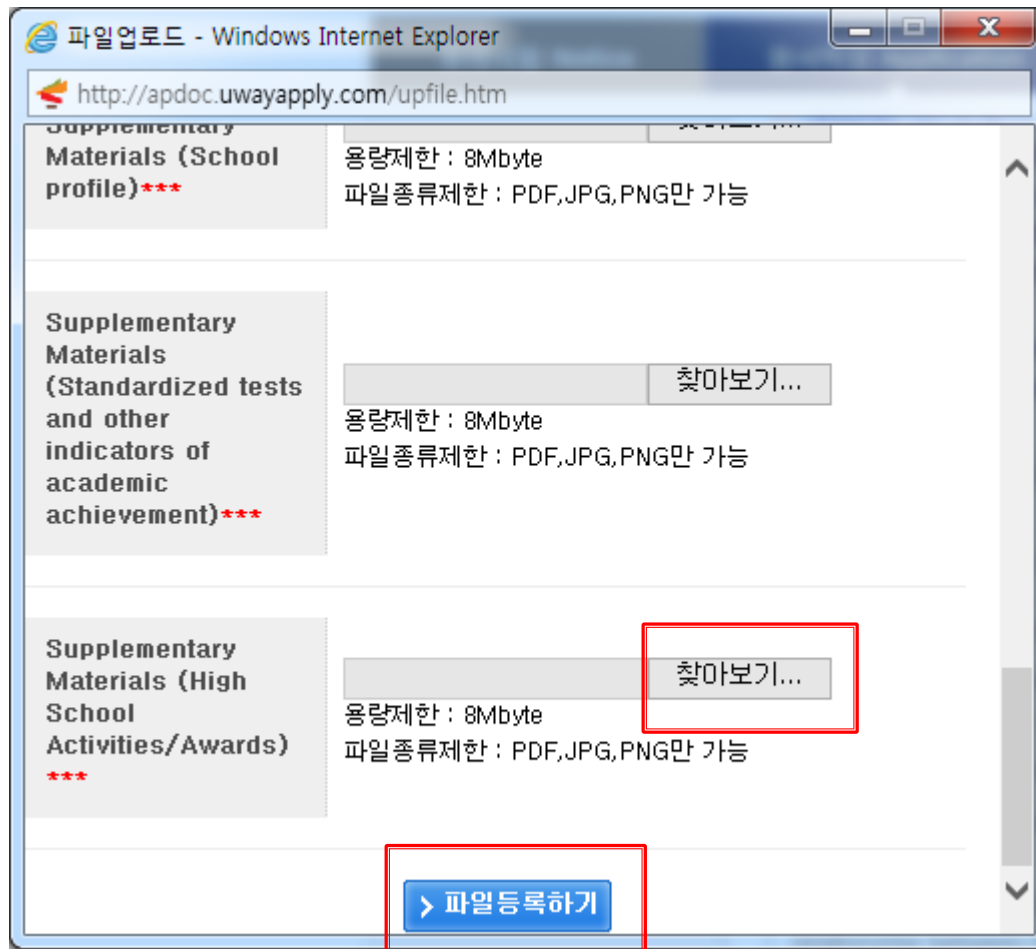 파일업로드 - Windows Internet Explorer
http://apdoc.uwayapply.com/upfile.htm
Supplementary
Materials (School
profile)***
찾아보기...
용량제한 : 8Mbyte
파일종류제한 : PDF,JPG,PNG만 가능
Supplementary
Materials
(Standardized tests
and other
indicators of
academic
achievement)***
찾아보기...
용량제한 : 8Mbyte
파일종류제한 : PDF,JPG,PNG만 가능
Supplementary
Materials (High
School
Activities/Awards)
***
찾아보기...
용량제한 : 8Mbyte
파일종류제한 : PDF,JPG,PNG만 가능
> 파일등록하기